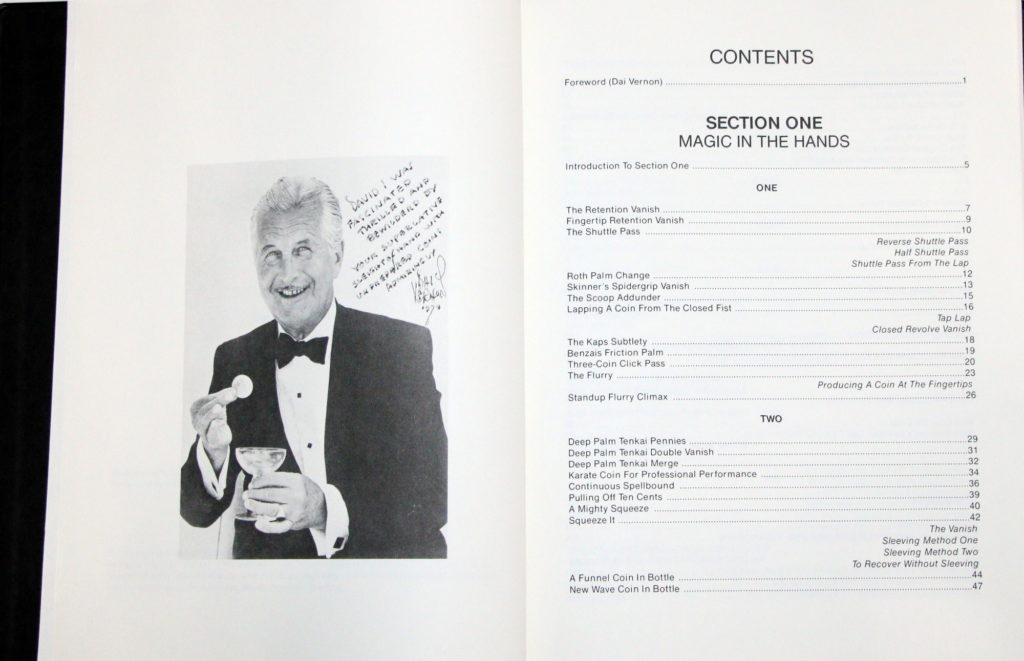 DAVID I WAS
FASCINATED
THRILLED AND
BEWILDERED BY
YOUR SUPERLATIVE
SLEIGHT OF HAND WITH
UNPREPARED COINS
ADMIRINGLY
CONTENTS
Foreword (Dai Vernon) 1
SECTION ONE
MAGIC IN THE HANDS
Introduction To Section One 5
ONE
The Retention Vanish 7
Fingertip Retention Vanish 9
The Shuttle Pass 10
Reverse Shuttle Pass
Half Shuttle Pass
Shuttle Pass From The Lap
Roth Palm Change 12
Skinner's Spidergrip Vanish 13
The Scoop Addunder 15
Lapping A Coin From The Closed Fist 16
Tap Lap
Closed Revolve Vanish
The Kaps Subtlety 18
Benzais Friction Palm 19
Three-Coin Click Pass 20
The Flurry 23
Producing A Coin At The Fingertips
Standup Flurry Climax 26
TWO
Deep Palm Tenkai Pennies 29
Deep Palm Tenkai Double Vanish 31
Deep Palm Tenkai Merge 32
Karate Coin For Professional Performance 34
Continuous Spellbound 36
Pulling Off Ten Cents 39
A Mighty Squeeze 40
Squeeze It 42
The Vanish
Sleeving Method One
Sleeving Method Two
To Recover Without Sleeving
A Funnel Coin In Bottle 44
New Wave Coin In Bottle 47